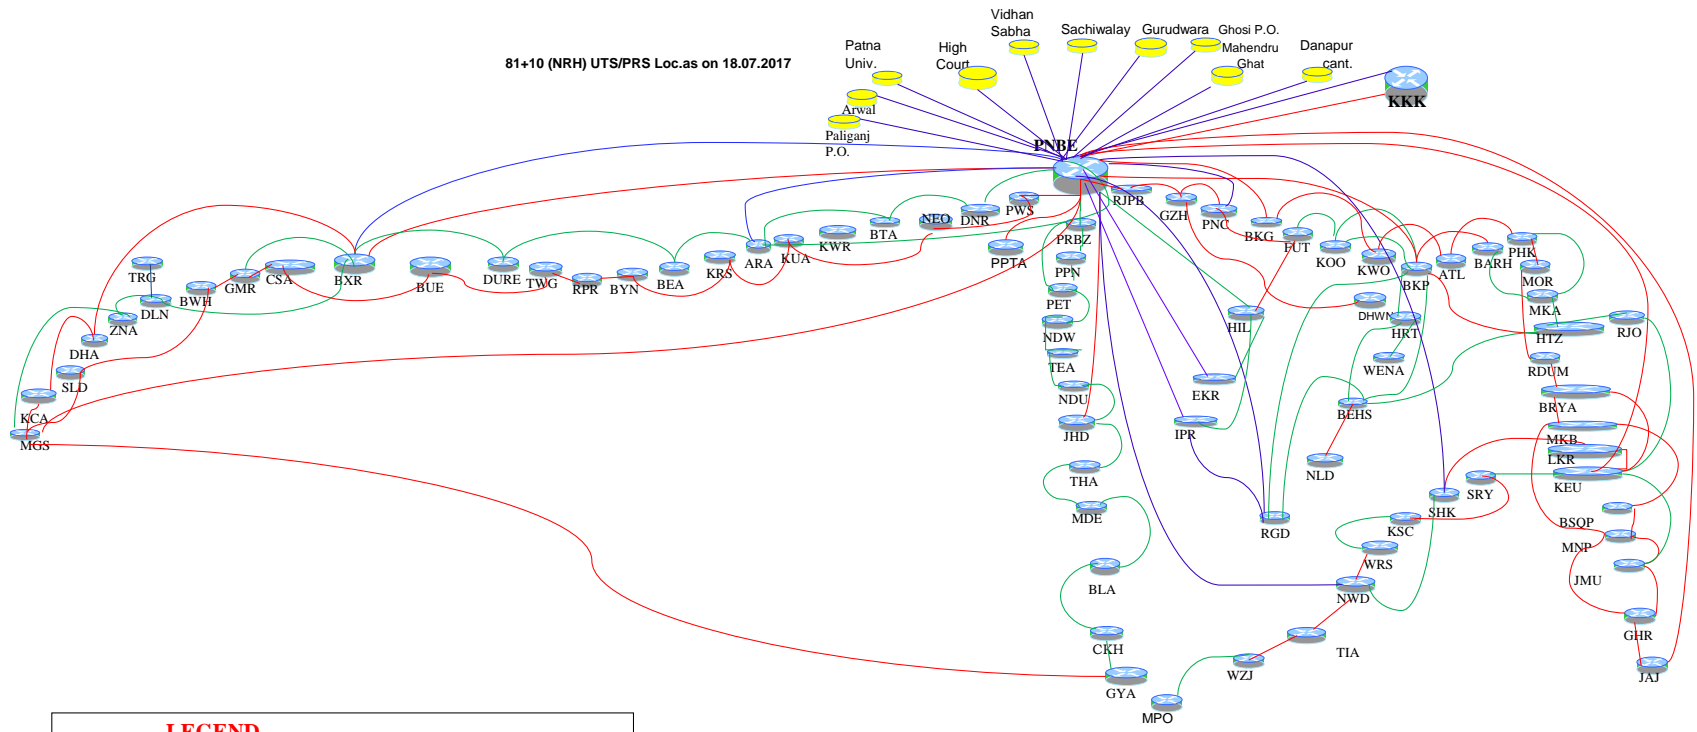 81+10 (NRH) UTS/PRS Loc.as on 18.07.2017
Patna
Univ.
High
Court
Vidhan
Sabha
Sachiwalay
Gurudwara
Ghosi P.O.
Mahendru
Ghat
Danapur
cant.
KKK
Arwal
Paliganj
P.O.
PNBE
RJPB
GZH
PNC
BKG
FUT
KOO
KWO
BKP
ATL
BARH
PHK
MOR
MKA
HTZ
RJO
PWS
DNR
NEO
BTA
KWR
KUA
ARA
KRS
BEA
BYN
RPR
TWG
DURE
BUE
BXR
CSA
GMR
BWH
TRG
DLN
ZNA
DHA
SLD
KCA
MGS
PPTA
PRBZ
PPN
PET
NDW
TEA
NDU
JHD
THA
MDE
BLA
CKH
GYA
HIL
DHWN
HRT
WENA
EKR
IPR
BEHS
NLD
RGD
RDUM
BRYA
MKB
LKR
KEU
SRY
SHK
KSC
WRS
NWD
TIA
WZJ
MPO
BSQP
MNP
JMU
GHR
JAJ
LEGEND